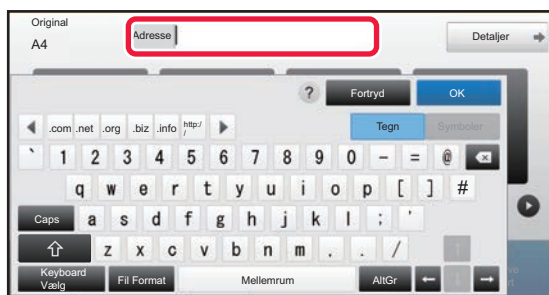 Original
A4
Adresse
Detaljer
? Fortryd OK
.com .net .org .biz .info http:/
/
Tegn Symboler
` 1 2 3 4 5 6 7 8 9 0 - = @
q w e r t y u i o p [ ] #
Caps a s d f g h j k l ; '
z x c v b n m , . /
Keyboard
Vælg
Fil Format Mellemrum AltGr